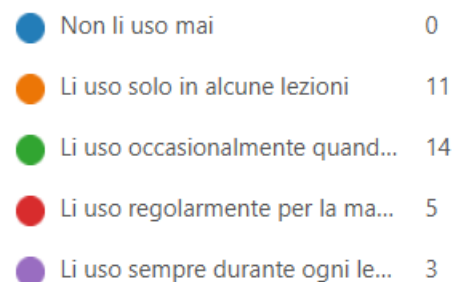 Non li uso mai 0
Li uso solo in alcune lezioni 11
Li uso occasionalmente quand... 14
Li uso regolarmente per la ma... 5
Li uso sempre durante ogni le... 3